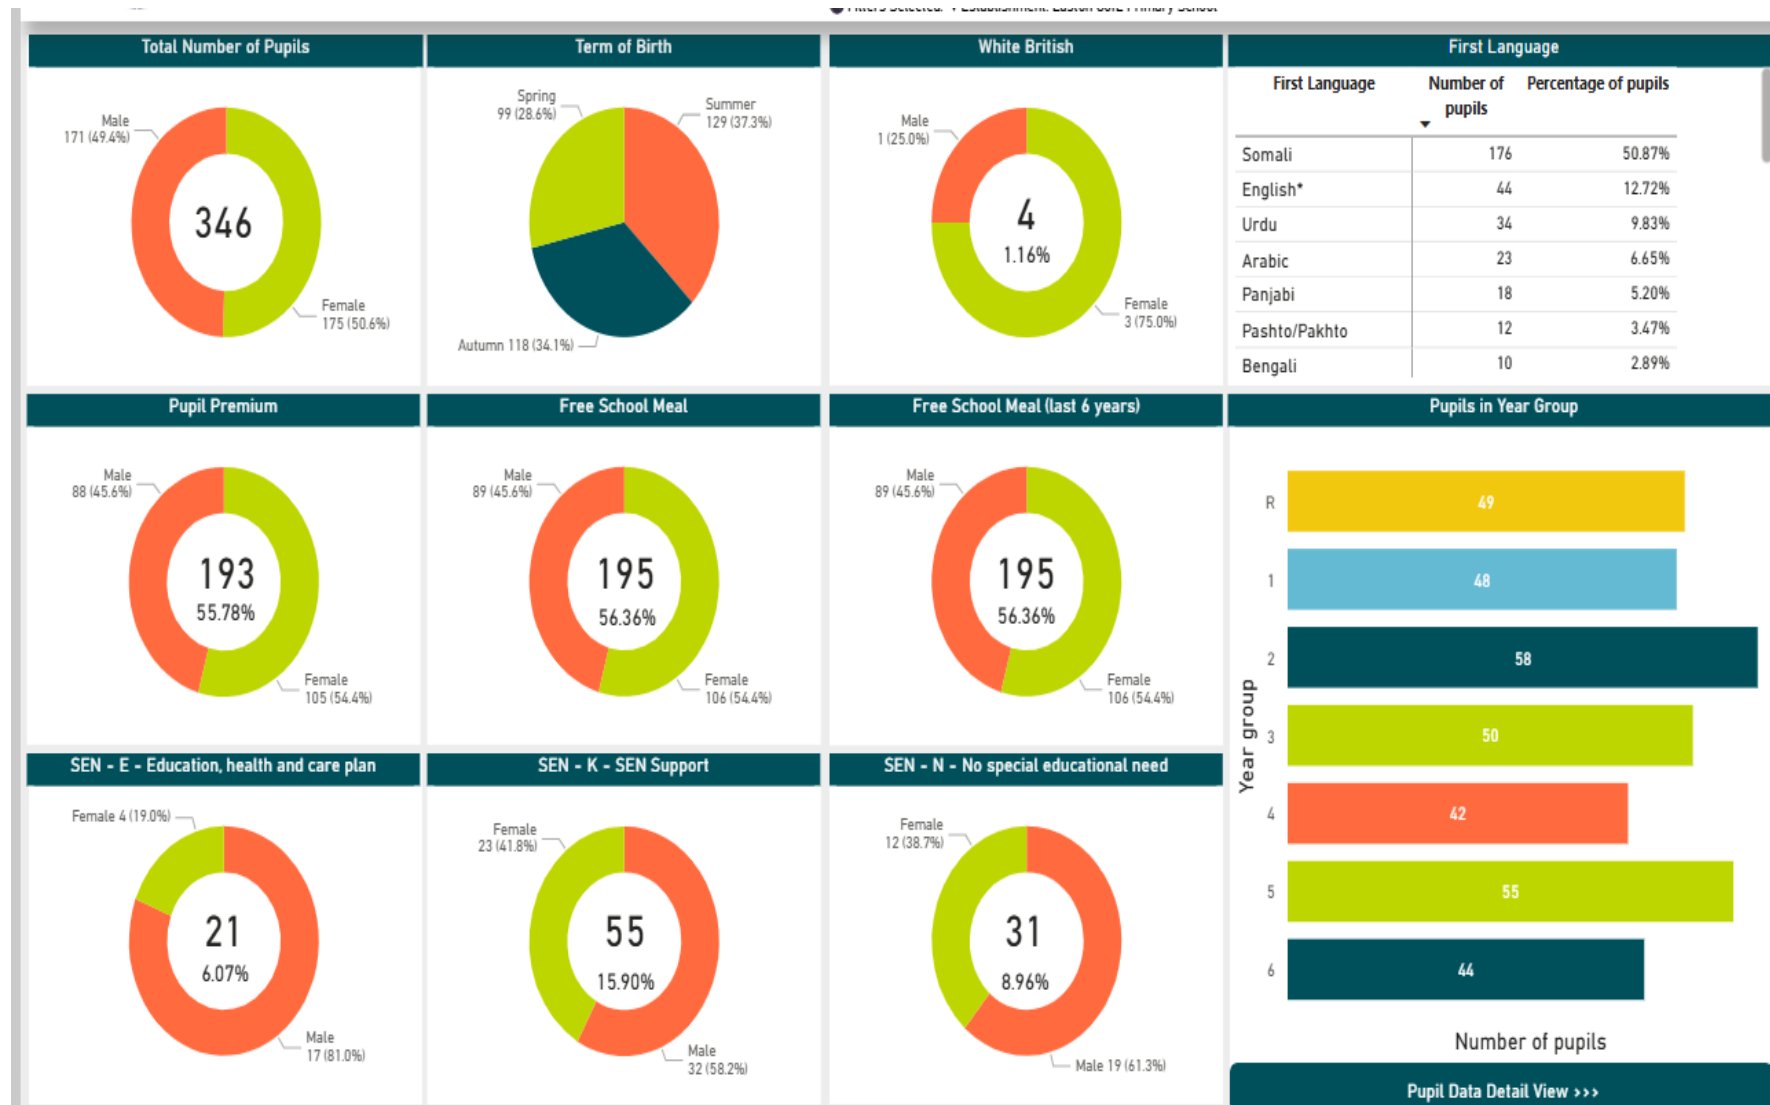 Total Number of Pupils
Male
171 (49.4%)
346
Female
175 (50.6%)
Term of Birth
Spring
99 (28.6%)
Summer
129 (37.3%)
Autumn 118 (34.1%)
White British
Male
1 (25.0%)
4
1.16%
Female
3 (75.0%)
First Language
First Language Number of pupils Percentage of pupils
Somali 176 50.87%
English* 44 12.72%
Urdu 34 9.83%
Arabic 23 6.65%
Panjabi 18 5.20%
Pashto/Pakhto 12 3.47%
Bengali 10 2.89%
Pupil Premium
Male
88 (45.6%)
193
55.78%
Female
105 (54.4%)
Free School Meal
Male
89 (45.6%)
195
56.36%
Female
106 (54.4%)
Free School Meal (last 6 years)
Male
89 (45.6%)
195
56.36%
Female
106 (54.4%)
Pupils in Year Group
Year group
R 49
1 48
2 58
3 50
4 42
5 55
6 44
Number of pupils
SEN - E - Education, health and care plan
Female 4 (19.0%)
21
6.07%
Male
17 (81.0%)
SEN - K - SEN Support
Female
23 (41.8%)
55
15.90%
Male
32 (58.2%)
SEN - N - No special educational need
Female
12 (38.7%)
31
8.96%
Male 19 (61.3%)
Pupil Data Detail View >>>